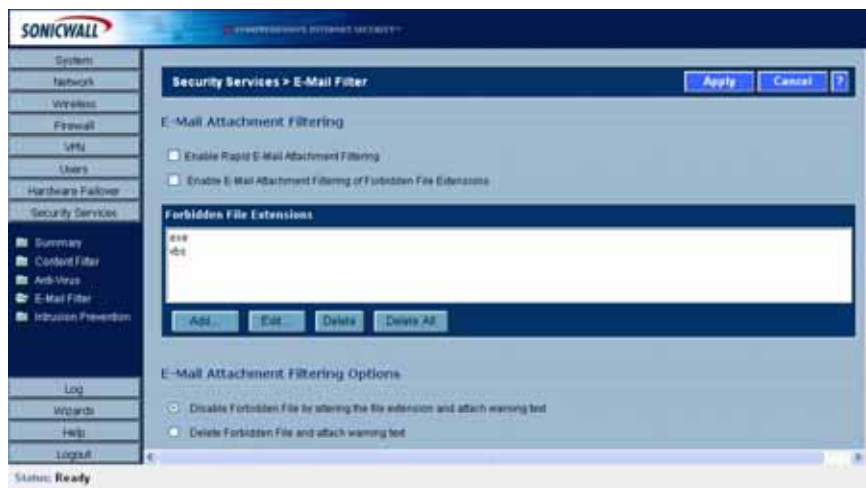 SONICWALL
COMPREHENSIVE INTERNET SECURITY™
System
Network
Wireless
Firewall
VPN
Users
Hardware Failover
Security Services
Summary
Content Filter
Anti-Virus
E-Mail Filter
Intrusion Prevention
Log
Wizards
Help
Logout
Status: Ready
Security Services > E-Mail Filter
Apply
Cancel
?
E-Mail Attachment Filtering
Enable Rapid E-Mail Attachment Filtering
Enable E-Mail Attachment Filtering of Forbidden File Extensions
Forbidden File Extensions
exe
vbs
Add...
Edit...
Delete
Delete All
E-Mail Attachment Filtering Options
Disable Forbidden File by altering the file extension and attach warning text
Delete Forbidden File and attach warning text